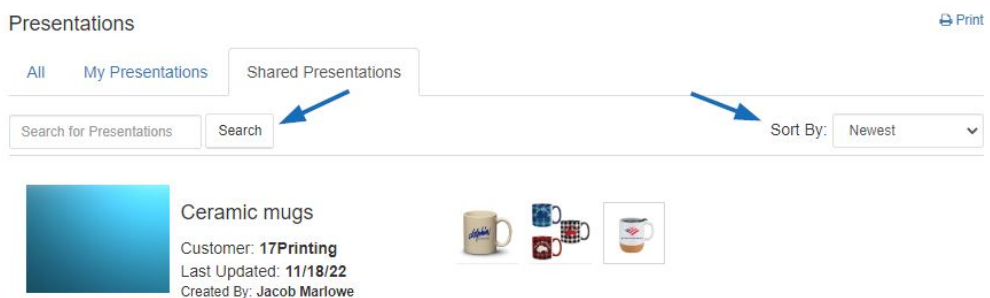 Presentations
Print
All
My Presentations
Shared Presentations
Search for Presentations
Search
Sort By:
Newest
Ceramic mugs
Customer: 17Printing
Last Updated: 11/18/22
Created By: Jacob Marlowe